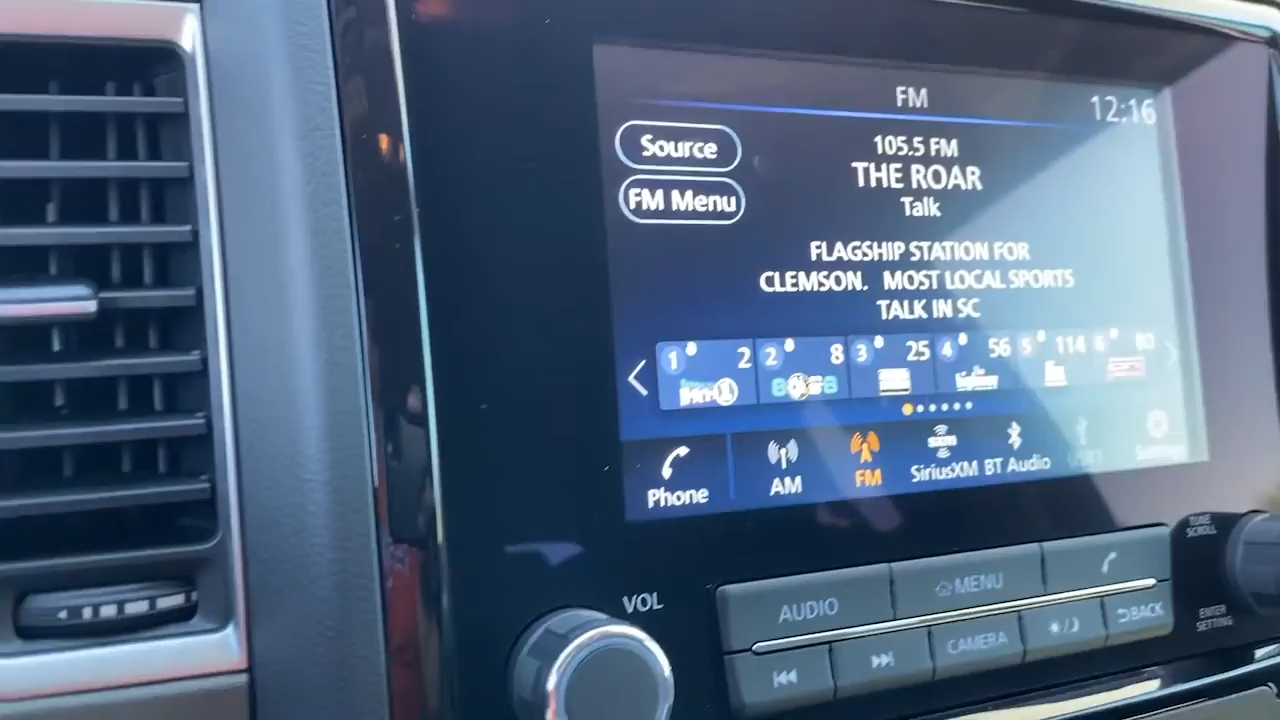 FM
12:16
Source
105.5 FM
THE ROAR
FM Menu
Talk
FLAGSHIP STATION FOR
CLEMSON. MOST LOCAL SPORTS
TALK IN SC
1 2 2 8 3 25 4 56 5 114 6
Phone
AM
FM
SiriusXM
BT Audio
VOL
AUDIO
MENU
CAMERA
BACK
TUNE
SCROLL
ENTER
SETTING